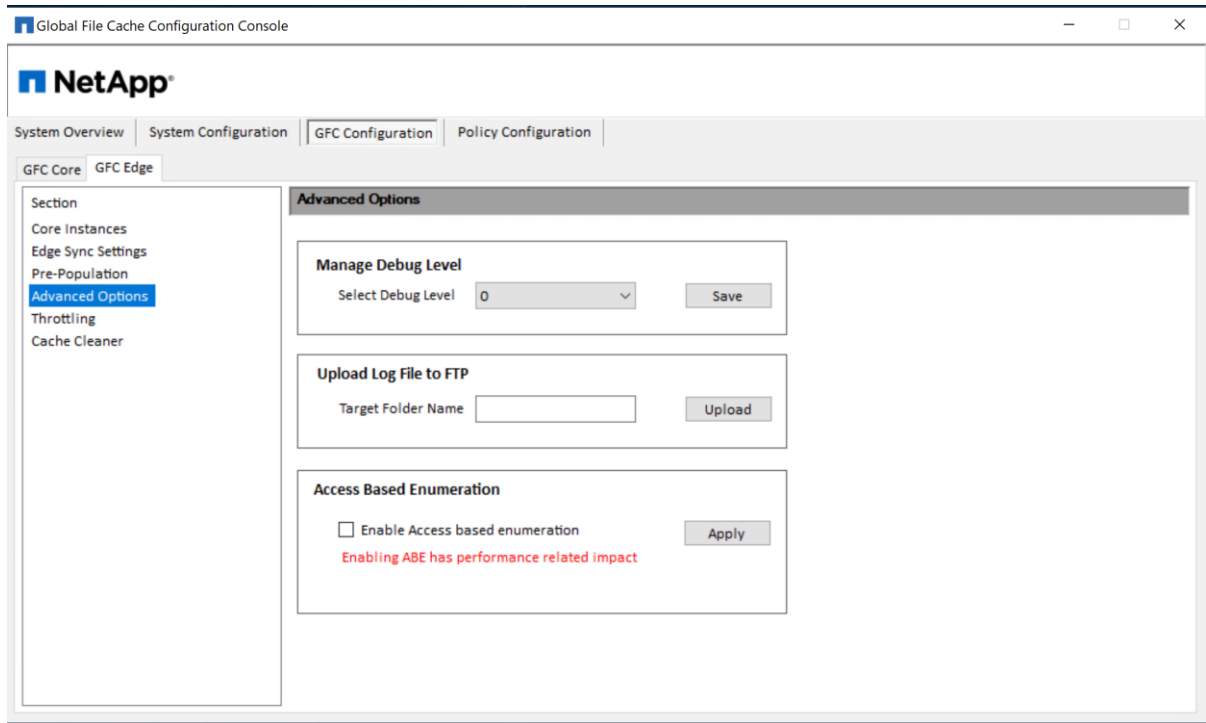 Global File Cache Configuration Console
NetApp®
System Overview System Configuration GFC Configuration Policy Configuration
GFC Core GFC Edge
Section
Core Instances
Edge Sync Settings
Pre-Population
Advanced Options
Throttling
Cache Cleaner
Advanced Options
Manage Debug Level
Select Debug Level 0 Save
Upload Log File to FTP
Target Folder Name Upload
Access Based Enumeration
Enable Access based enumeration Apply
Enabling ABE has performance related impact